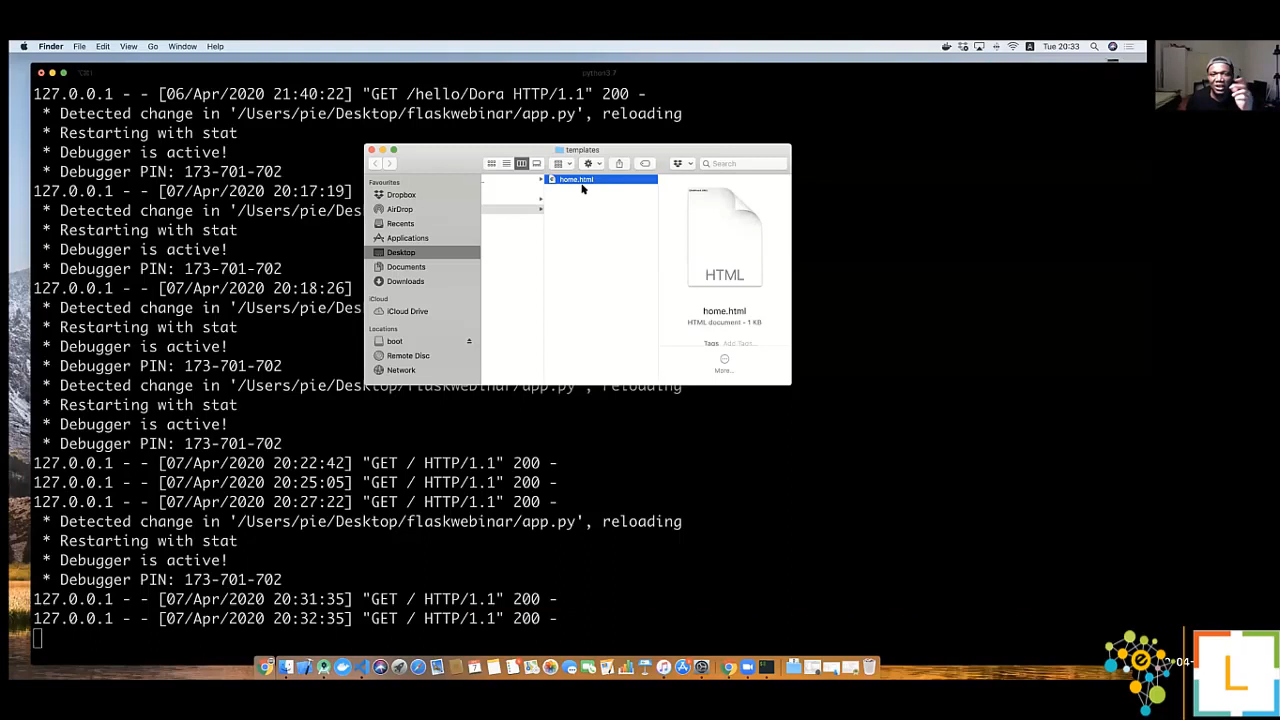 Finder File Edit View Go Window Help
A Tue 20:33
⌥⌘1
python3.7
127.0.0.1 - - [06/Apr/2020 21:40:22] "GET /hello/Dora HTTP/1.1" 200 -
* Detected change in '/Users/pie/Desktop/flaskwebinar/app.py', reloading
* Restarting with stat
* Debugger is active!
* Debugger PIN: 173-701-702
127.0.0.1 - - [07/Apr/2020 20:17:19]
* Detected change in '/Users/pie/Des
* Restarting with stat
* Debugger is active!
* Debugger PIN: 173-701-702
127.0.0.1 - - [07/Apr/2020 20:18:26]
* Detected change in '/Users/pie/Des
* Restarting with stat
* Debugger is active!
* Debugger PIN: 173-701-702
* Detected change in '/Users/pie/Desktop/flaskwebinar/app.py', reloading
* Restarting with stat
* Debugger is active!
* Debugger PIN: 173-701-702
127.0.0.1 - - [07/Apr/2020 20:22:42] "GET / HTTP/1.1" 200 -
127.0.0.1 - - [07/Apr/2020 20:25:05] "GET / HTTP/1.1" 200 -
127.0.0.1 - - [07/Apr/2020 20:27:22] "GET / HTTP/1.1" 200 -
* Detected change in '/Users/pie/Desktop/flaskwebinar/app.py', reloading
* Restarting with stat
* Debugger is active!
* Debugger PIN: 173-701-702
127.0.0.1 - - [07/Apr/2020 20:31:35] "GET / HTTP/1.1" 200 -
127.0.0.1 - - [07/Apr/2020 20:32:35] "GET / HTTP/1.1" 200 -
templates
Search
Favourites
Dropbox
AirDrop
Recents
Applications
Desktop
Documents
Downloads
iCloud
iCloud Drive
Locations
boot
Remote Disc
Network
home.html
HTML
home.html
HTML document - 1 KB
Tags Add Tags...
More...
04-
L